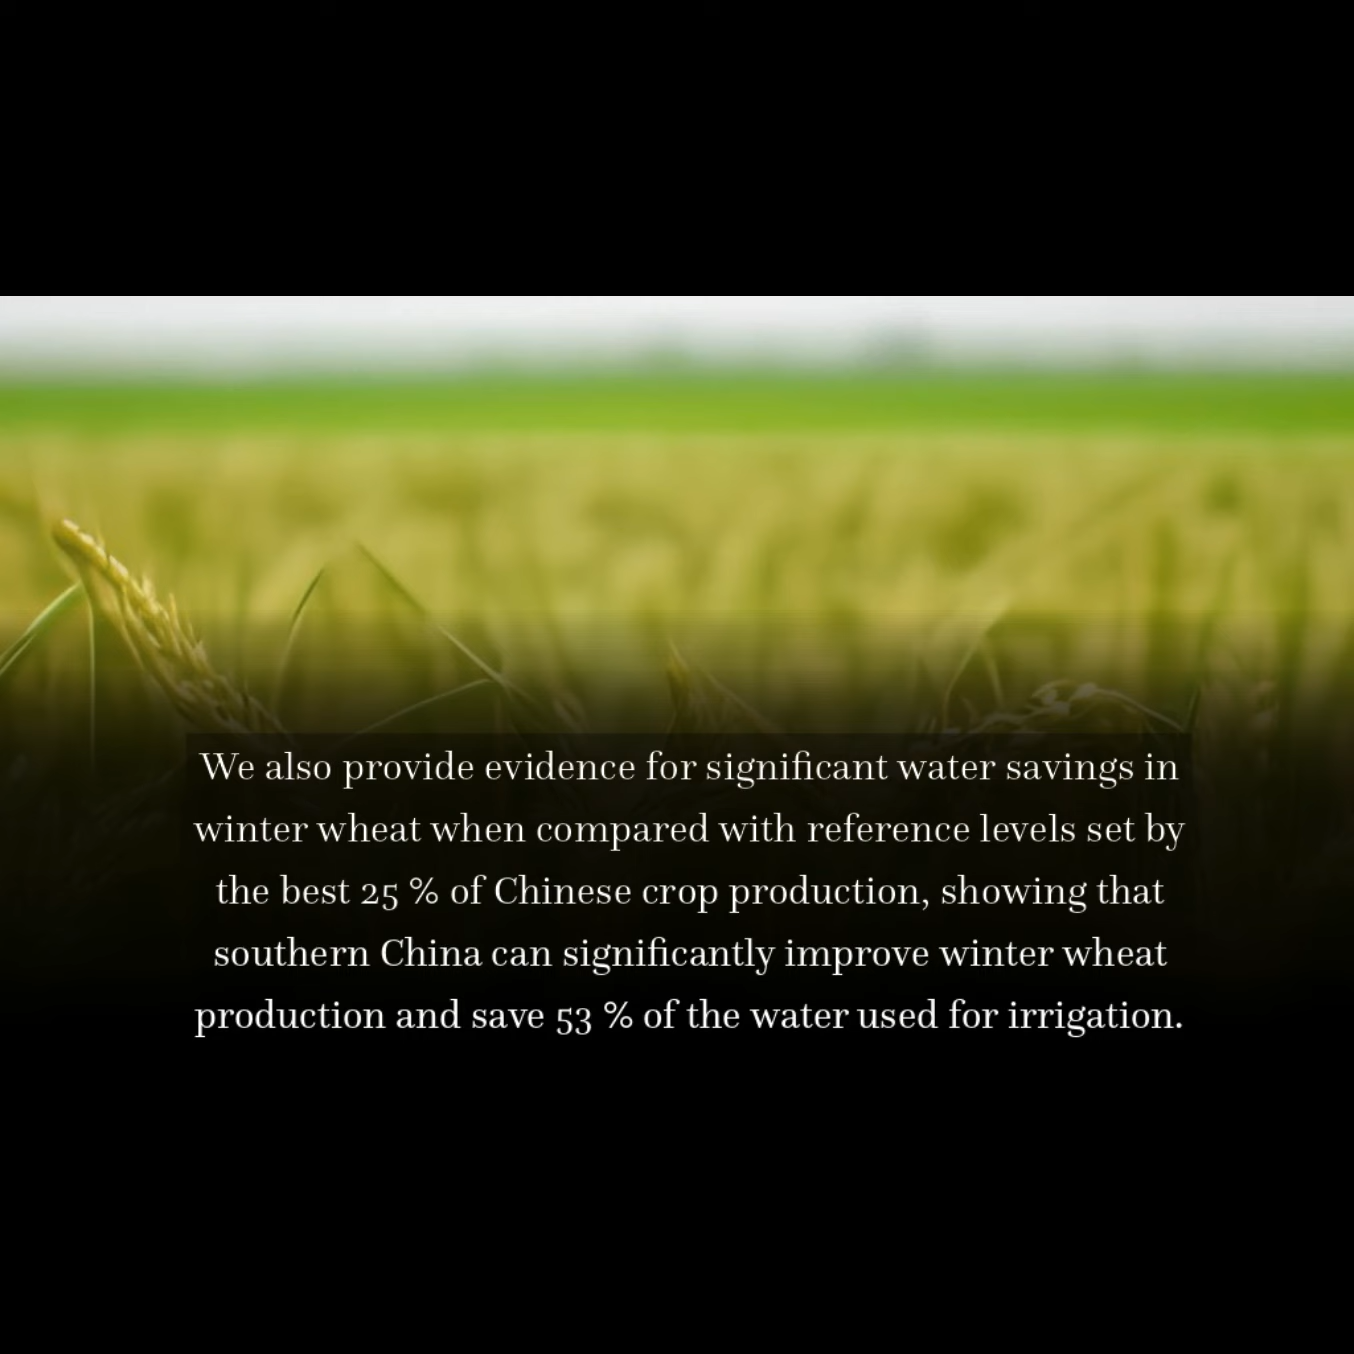 We also provide evidence for significant water savings in
winter wheat when compared with reference levels set by
the best 25 % of Chinese crop production, showing that
southern China can significantly improve winter wheat
production and save 53 % of the water used for irrigation.